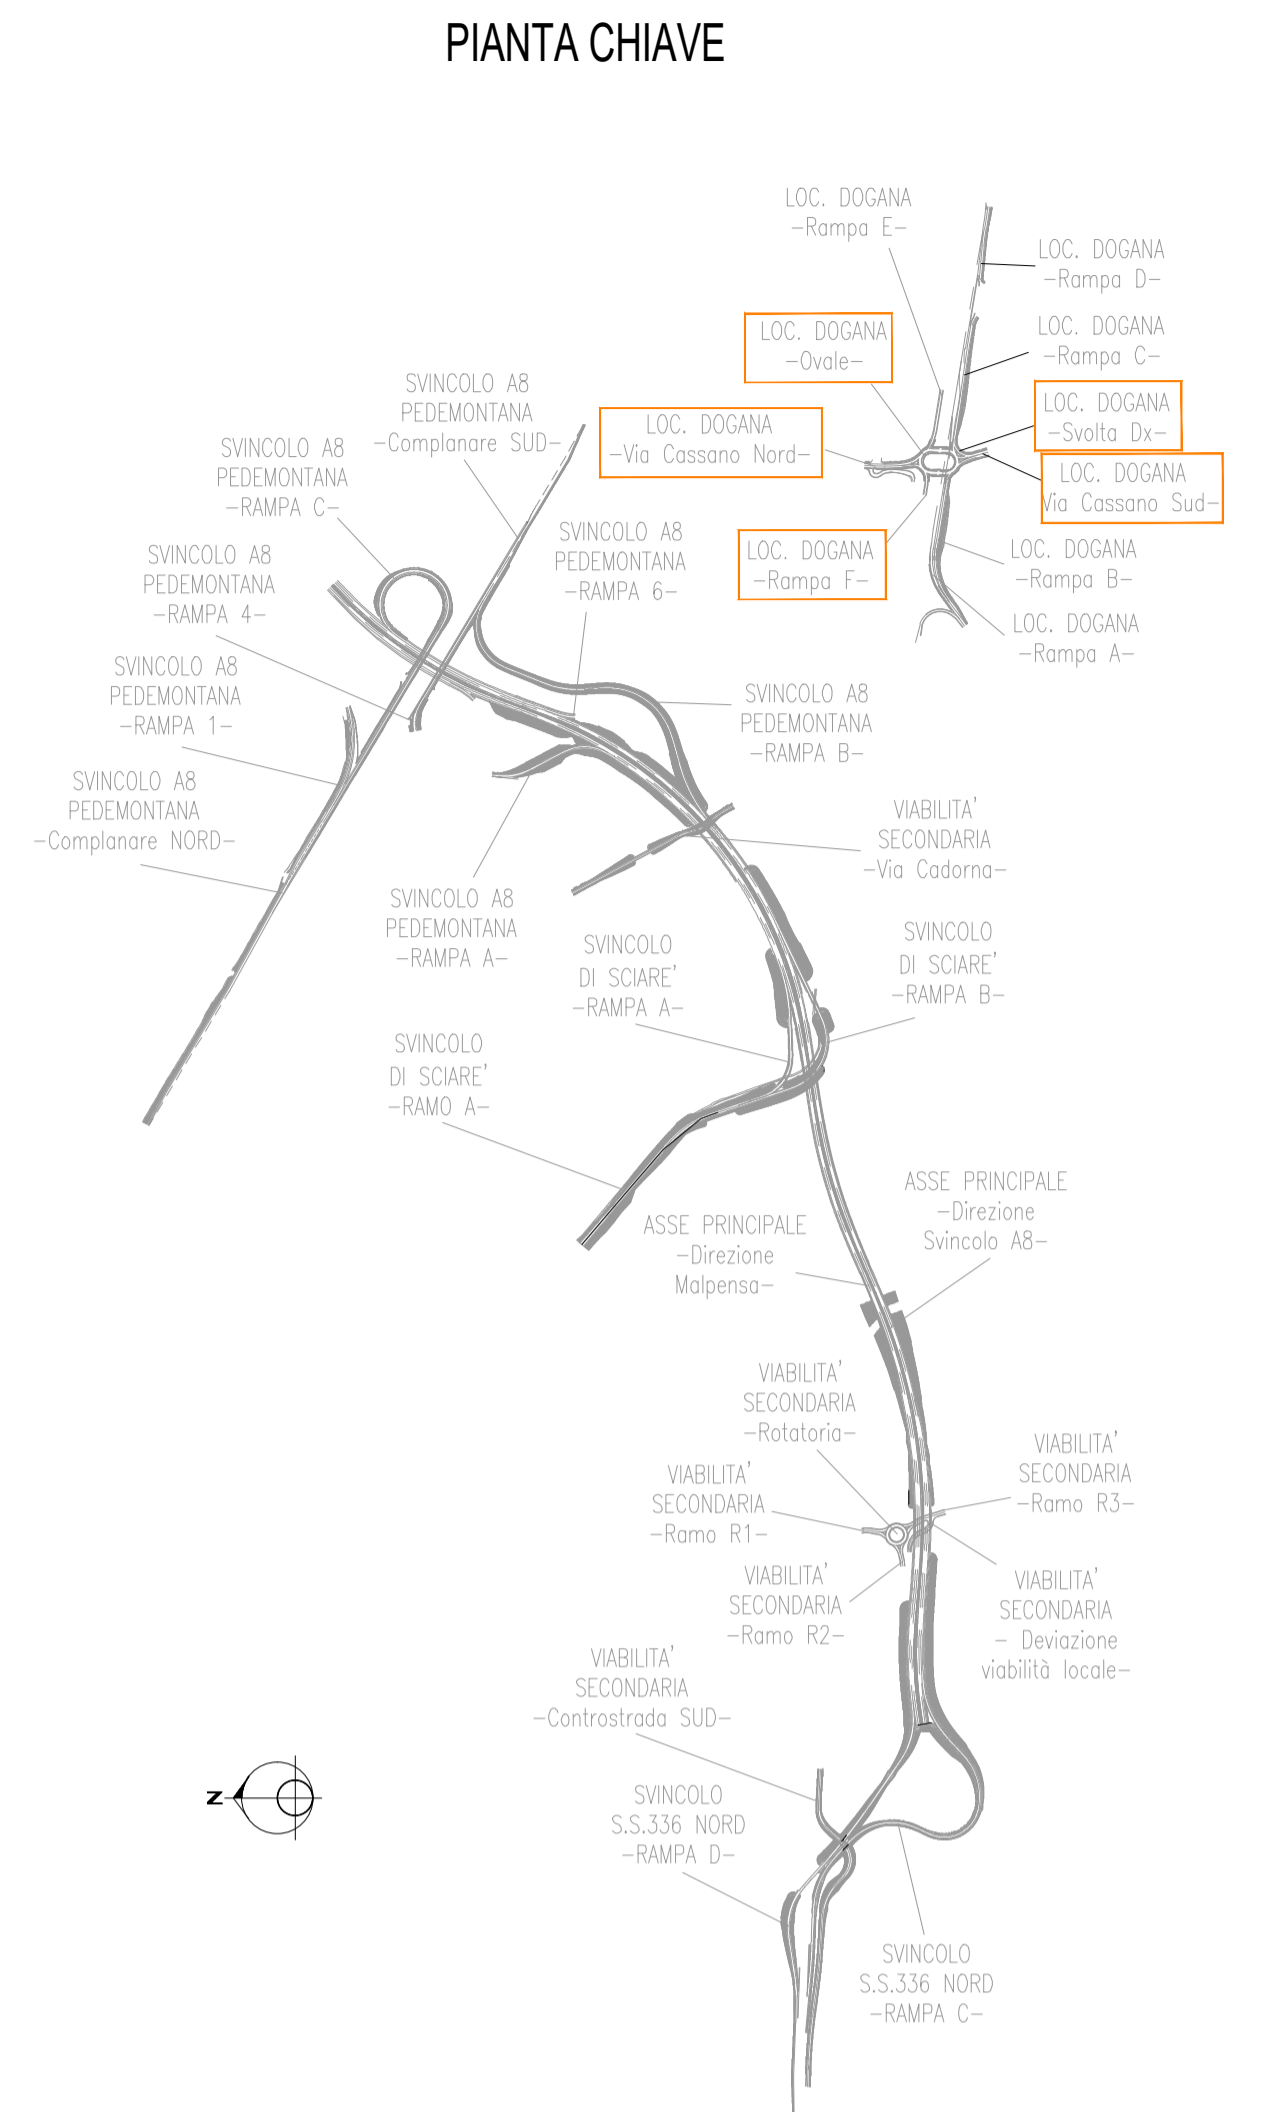 PIANTA CHIAVE
LOC. DOGANA
-Rampa E-
LOC. DOGANA
-Rampa D-
LOC. DOGANA
-Ovale-
LOC. DOGANA
-Rampa C-
SVINCOLO A8
PEDEMONTANA
-Complanare SUD-
LOC. DOGANA
-Via Cassano Nord-
LOC. DOGANA
-Svolta Dx-
SVINCOLO A8
PEDEMONTANA
-RAMPA C-
LOC. DOGANA
Via Cassano Sud-
SVINCOLO A8
PEDEMONTANA
-RAMPA 6-
LOC. DOGANA
-Rampa F-
LOC. DOGANA
-Rampa B-
SVINCOLO A8
PEDEMONTANA
-RAMPA 4-
LOC. DOGANA
-Rampa A-
SVINCOLO A8
PEDEMONTANA
-RAMPA 1-
SVINCOLO A8
PEDEMONTANA
-RAMPA B-
SVINCOLO A8
PEDEMONTANA
-Complanare NORD-
VIABILITA'
SECONDARIA
-Via Cadorna-
SVINCOLO A8
PEDEMONTANA
-RAMPA A-
SVINCOLO
DI SCIARE'
-RAMPA A-
SVINCOLO
DI SCIARE'
-RAMPA B-
SVINCOLO
DI SCIARE'
-RAMO A-
ASSE PRINCIPALE
-Direzione
Svincolo A8-
ASSE PRINCIPALE
-Direzione
Malpensa-
VIABILITA'
SECONDARIA
-Rotatoria-
VIABILITA'
SECONDARIA
-Ramo R3-
VIABILITA'
SECONDARIA
-Ramo R1-
VIABILITA'
SECONDARIA
-Ramo R2-
VIABILITA'
SECONDARIA
- Deviazione
viabilità locale-
VIABILITA'
SECONDARIA
-Controstrada SUD-
N
SVINCOLO
S.S.336 NORD
-RAMPA D-
SVINCOLO
S.S.336 NORD
-RAMPA C-